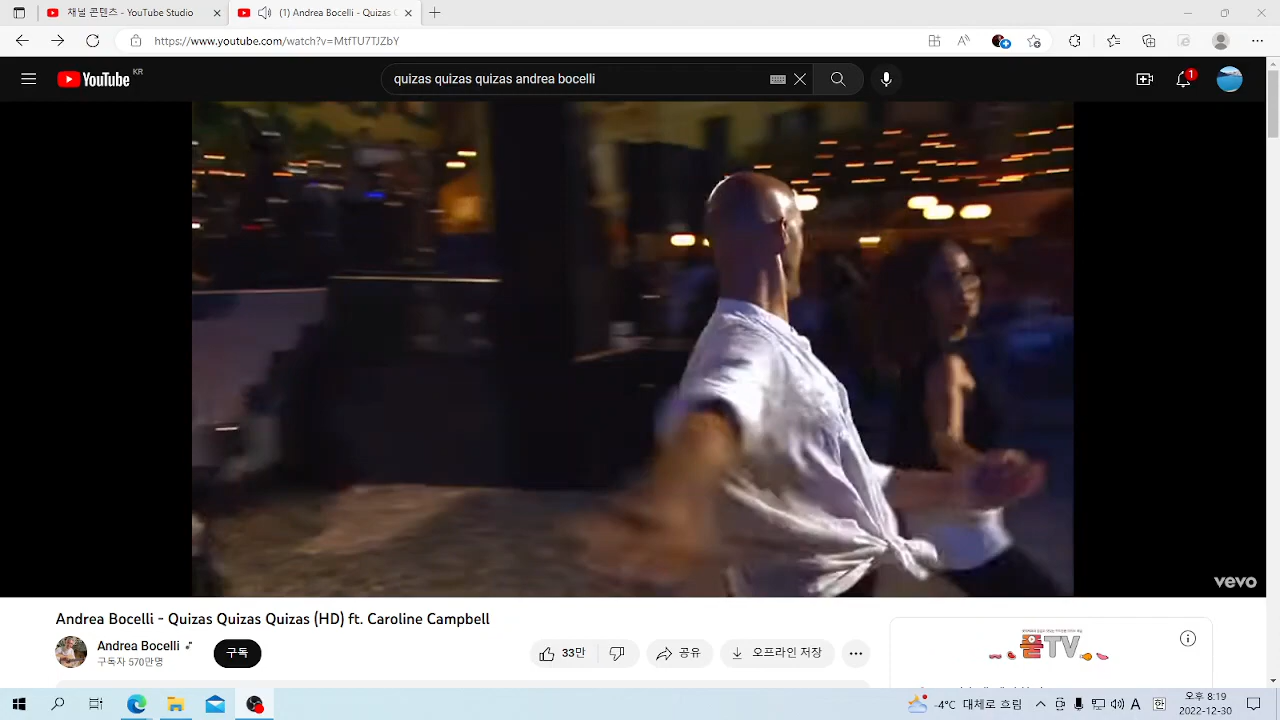 채널 콘텐츠 - YouTube Studio
(1) Andrea Bocelli - Quizas Q
https://www.youtube.com/watch?v=MtfTU7TJZbY
YouTube KR
quizas quizas quizas andrea bocelli
1
vevo
Andrea Bocelli - Quizas Quizas Quizas (HD) ft. Caroline Campbell
Andrea Bocelli
구독자 570만명
구독
33만
공유
오프라인 저장
TV
-4°C 대체로 흐림
A
한
오후 8:19
2022-12-30